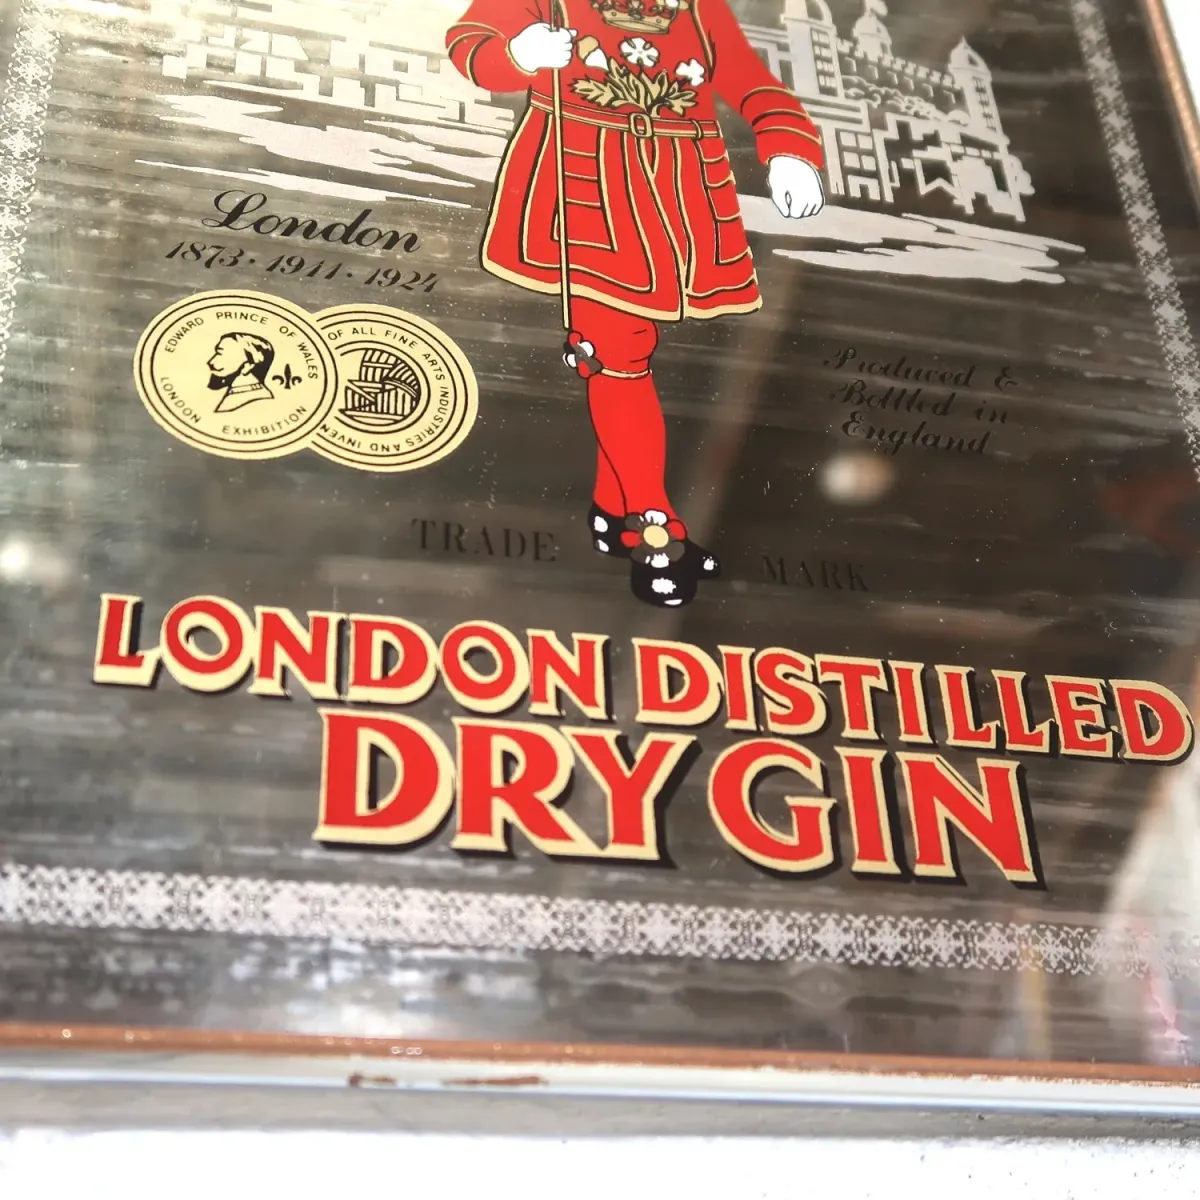 London
1873 · 1911 · 1924
EDWARD PRINCE OF WALES
LONDON EXHIBITION
OF ALL FINE ARTS INDUSTRIES AND INVEN
Produced &
Bottled in
England
TRADE MARK
LONDON DISTILLED
DRY GIN